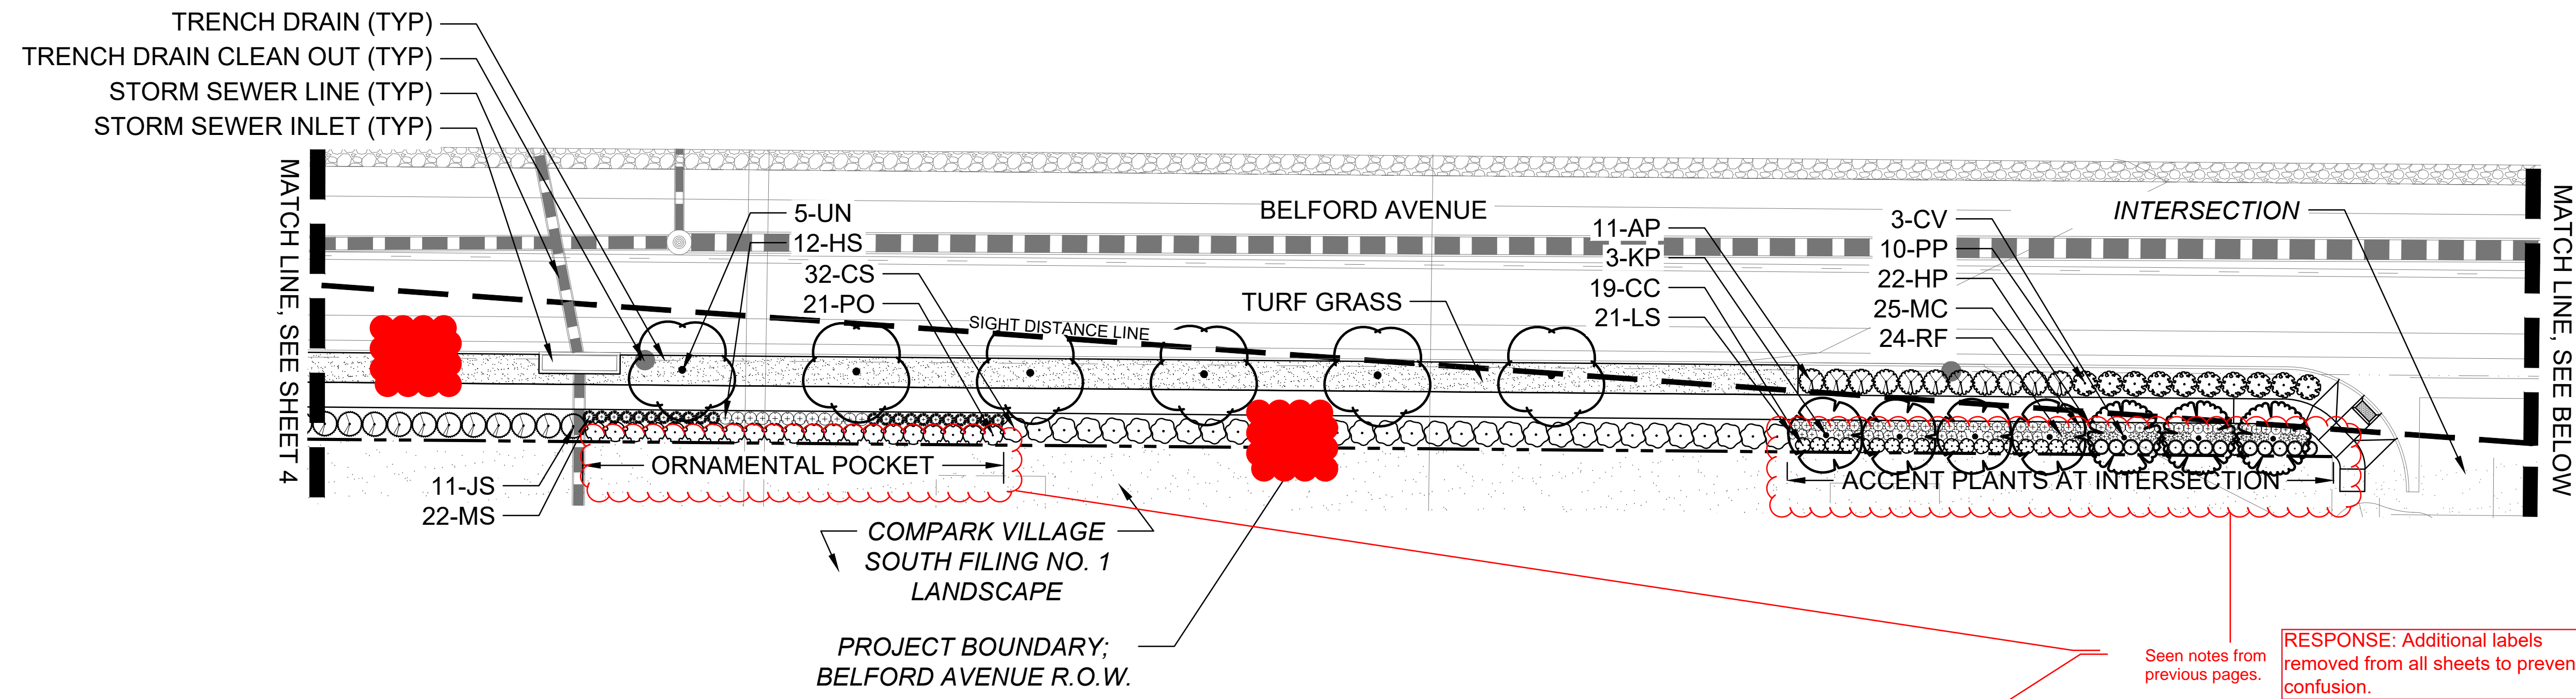 TRENCH DRAIN (TYP)
TRENCH DRAIN CLEAN OUT (TYP)
STORM SEWER LINE (TYP)
STORM SEWER INLET (TYP)
MATCH LINE, SEE SHEET 4
5-UN
12-HS
32-CS
21-PO
BELFORD AVENUE
SIGHT DISTANCE LINE
TURF GRASS
11-AP
3-KP
19-CC
21-LS
3-CV
10-PP
22-HP
25-MC
24-RF
INTERSECTION
MATCH LINE, SEE BELOW
ORNAMENTAL POCKET
ACCENT PLANTS AT INTERSECTION
11-JS
22-MS
COMPARK VILLAGE
SOUTH FILING NO. 1
LANDSCAPE
PROJECT BOUNDARY;
BELFORD AVENUE R.O.W.
Seen notes from
previous pages.
RESPONSE: Additional labels
removed from all sheets to preven
confusion.